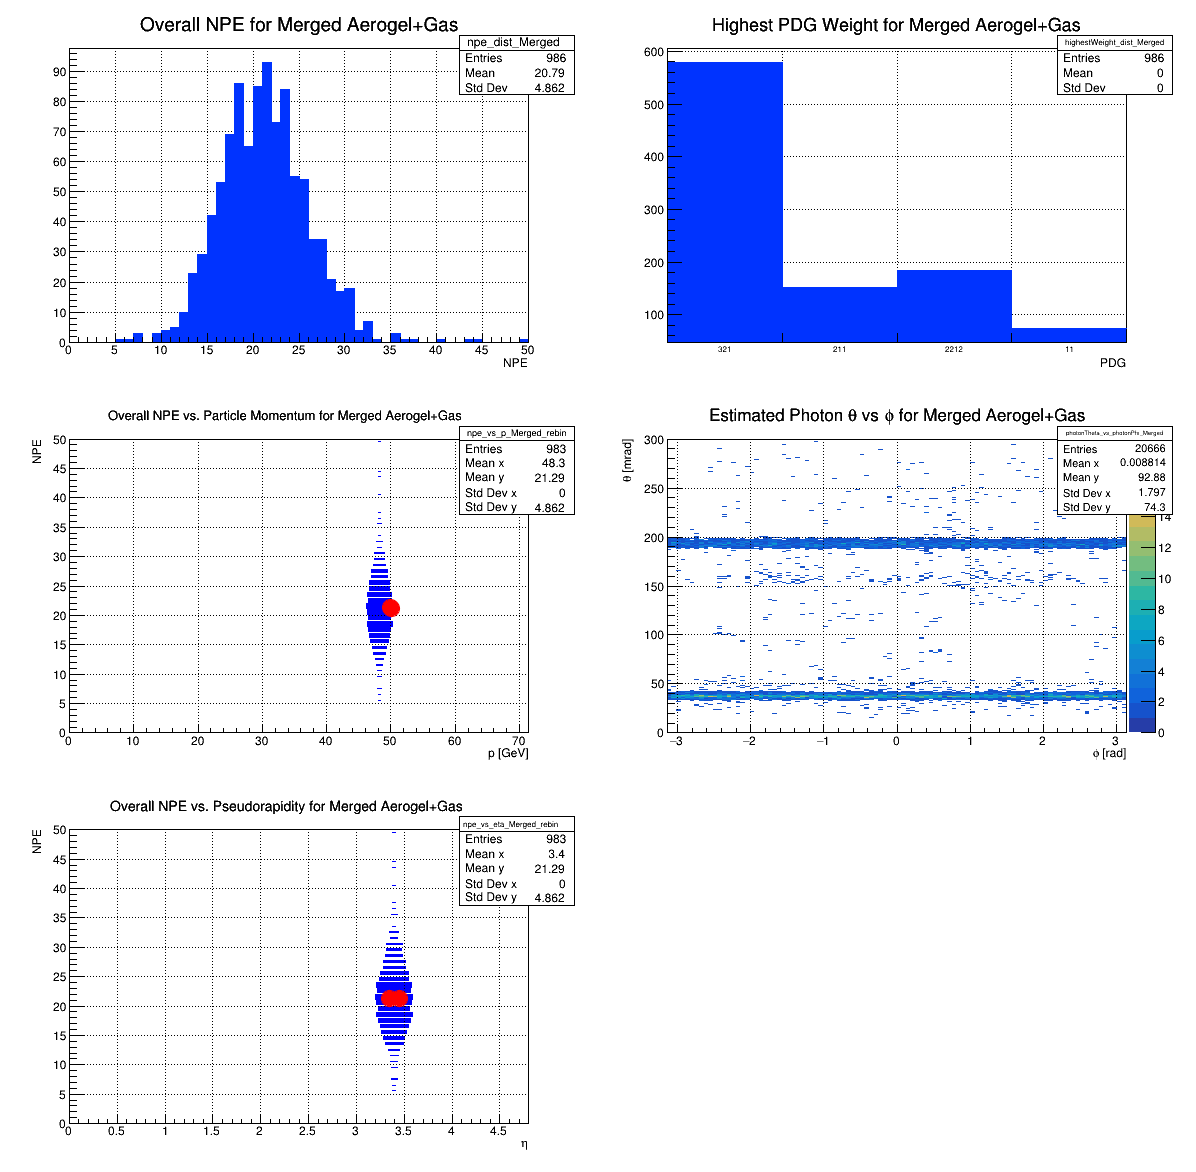 Overall NPE for Merged Aerogel+Gas
npe_dist_Merged
Entries 986
Mean 20.79
Std Dev 4.862
90
80
70
60
50
40
30
20
10
0
0 5 10 15 20 25 30 35 40 45 50
NPE
Highest PDG Weight for Merged Aerogel+Gas
highestWeight_dist_Merged
Entries 986
Mean 0
Std Dev 0
600
500
400
300
200
100
321 211 2212 11
PDG
Overall NPE vs. Particle Momentum for Merged Aerogel+Gas
NPE
npe_vs_p_Merged_rebin
Entries 983
Mean x 48.3
Mean y 21.29
Std Dev x 0
Std Dev y 4.862
50
45
40
35
30
25
20
15
10
5
0
0 10 20 30 40 50 60 70
p [GeV]
Estimated Photon θ vs ϕ for Merged Aerogel+Gas
θ [mrad]
photonTheta_vs_photonPhi_Merged
Entries 20666
Mean x 0.008814
Mean y 92.88
Std Dev x 1.797
Std Dev y 74.3
300
250
200
150
100
50
0
−3 −2 −1 0 1 2 3
ϕ [rad]
14
12
10
8
6
4
2
0
Overall NPE vs. Pseudorapidity for Merged Aerogel+Gas
NPE
npe_vs_eta_Merged_rebin
Entries 983
Mean x 3.4
Mean y 21.29
Std Dev x 0
Std Dev y 4.862
50
45
40
35
30
25
20
15
10
5
0
0 0.5 1 1.5 2 2.5 3 3.5 4 4.5
η